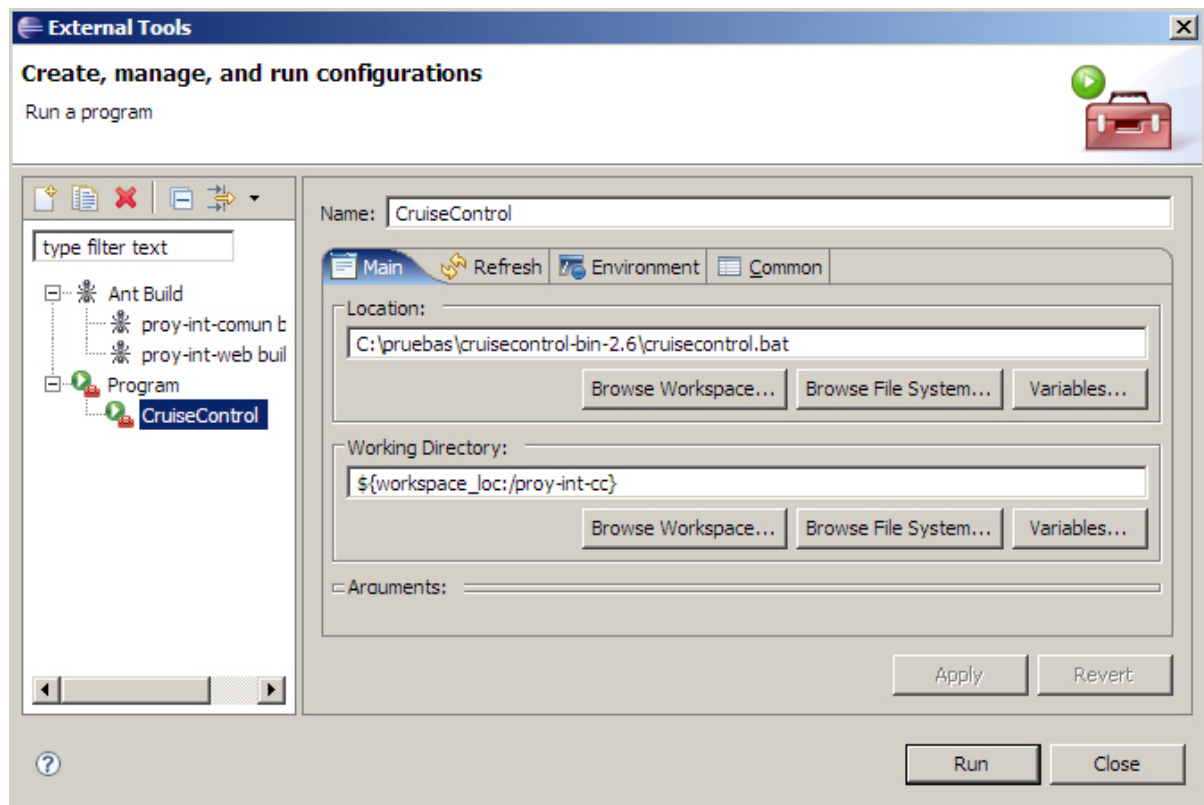 External Tools
Create, manage, and run configurations
Run a program
type filter text
Ant Build
proy-int-comun b
proy-int-web buil
Program
CruiseControl
Name: CruiseControl
Main Refresh Environment Common
Location:
C:\pruebas\cruisecontrol-bin-2.6\cruisecontrol.bat
Browse Workspace... Browse File System... Variables...
Working Directory:
${workspace_loc:/proy-int-cc}
Browse Workspace... Browse File System... Variables...
Arguments:
Apply Revert
Run Close